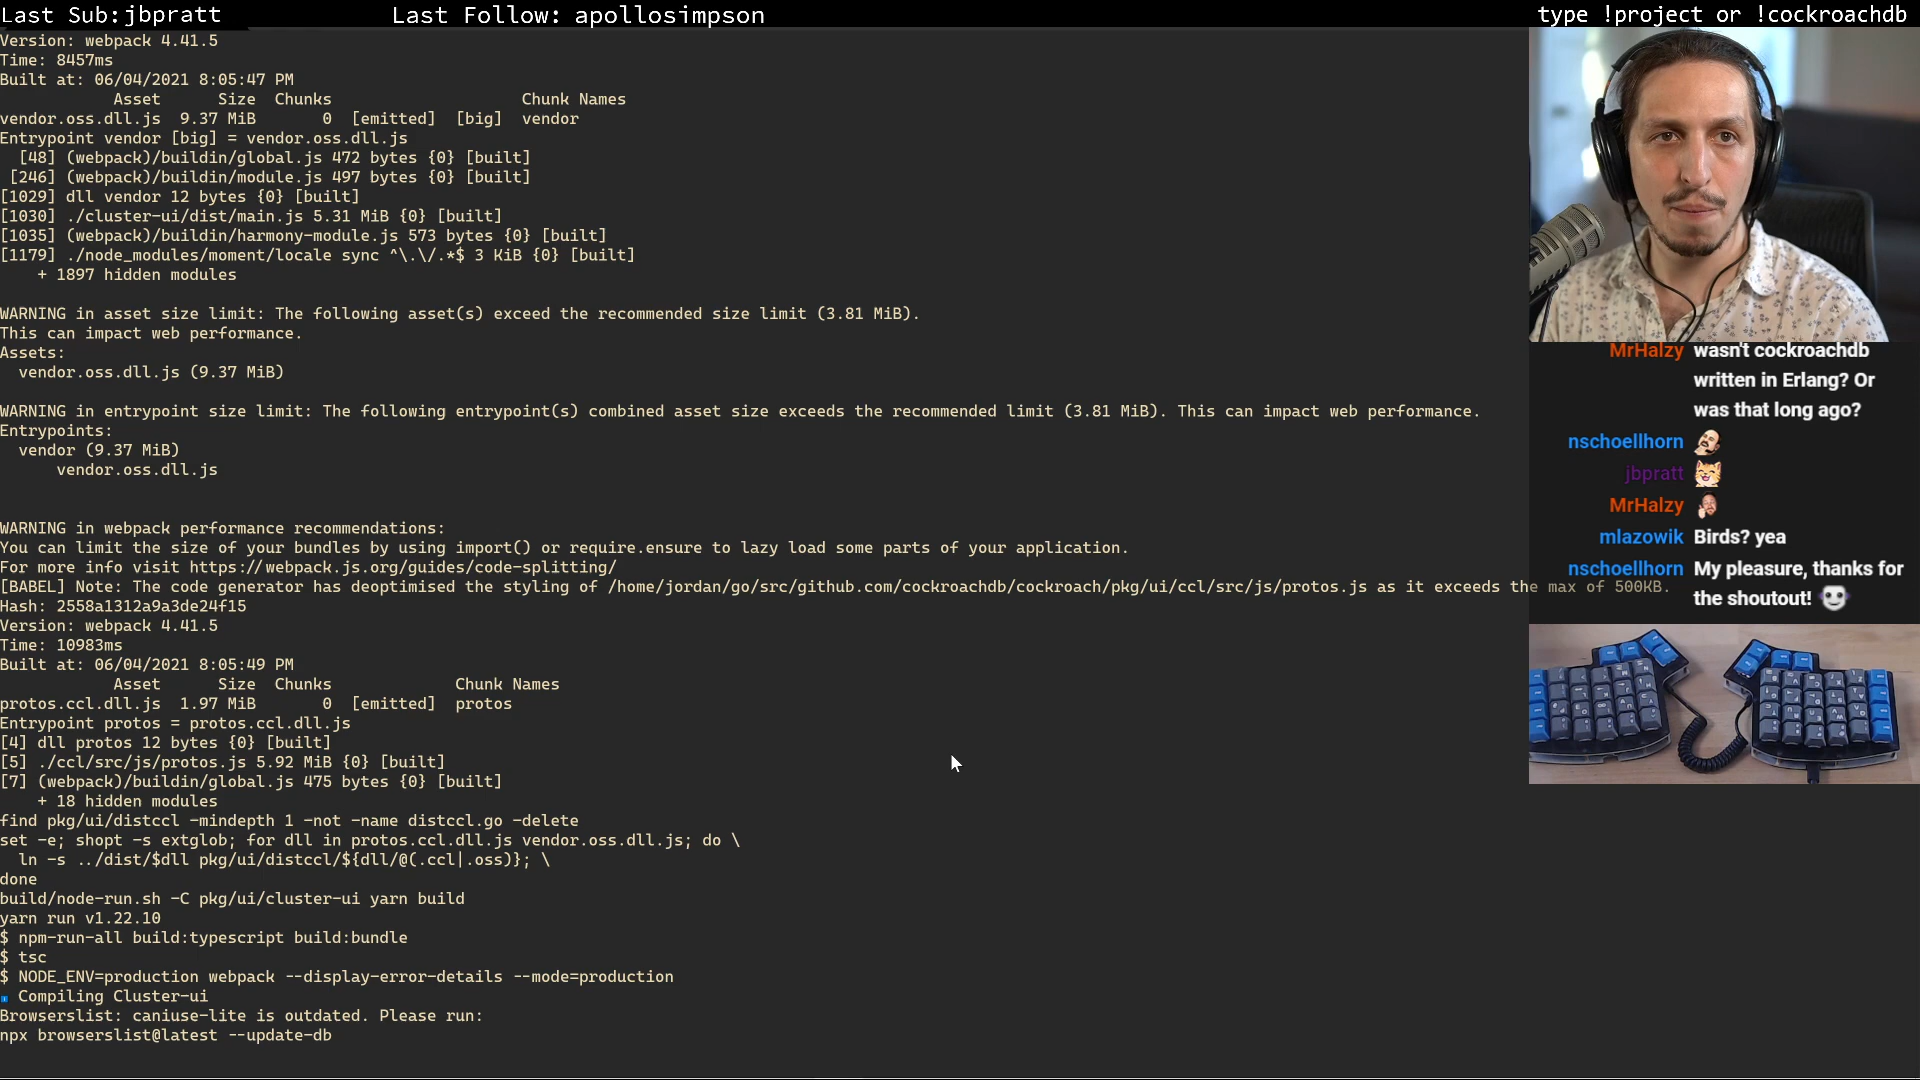 Last Sub:jbpratt
Last Follow: apollosimpson
type !project or !cockroachdb
Version: webpack 4.41.5
Time: 8457ms
Built at: 06/04/2021 8:05:47 PM
Asset Size Chunks Chunk Names
vendor.oss.dll.js 9.37 MiB 0 [emitted] [big] vendor
Entrypoint vendor [big] = vendor.oss.dll.js
[48] (webpack)/buildin/global.js 472 bytes {0} [built]
[246] (webpack)/buildin/module.js 497 bytes {0} [built]
[1029] dll vendor 12 bytes {0} [built]
[1030] ./cluster-ui/dist/main.js 5.31 MiB {0} [built]
[1035] (webpack)/buildin/harmony-module.js 573 bytes {0} [built]
[1179] ./node_modules/moment/locale sync ^\.\/.*$ 3 KiB {0} [built]
+ 1897 hidden modules
WARNING in asset size limit: The following asset(s) exceed the recommended size limit (3.81 MiB).
This can impact web performance.
Assets:
vendor.oss.dll.js (9.37 MiB)
WARNING in entrypoint size limit: The following entrypoint(s) combined asset size exceeds the recommended limit (3.81 MiB). This can impact web performance.
Entrypoints:
vendor (9.37 MiB)
vendor.oss.dll.js
WARNING in webpack performance recommendations:
You can limit the size of your bundles by using import() or require.ensure to lazy load some parts of your application.
For more info visit https://webpack.js.org/guides/code-splitting/
[BABEL] Note: The code generator has deoptimised the styling of /home/jordan/go/src/github.com/cockroachdb/cockroach/pkg/ui/ccl/src/js/protos.js as it exceeds the max of 500KB.
Hash: 2558a1312a9a3de24f15
Version: webpack 4.41.5
Time: 10983ms
Built at: 06/04/2021 8:05:49 PM
Asset Size Chunks Chunk Names
protos.ccl.dll.js 1.97 MiB 0 [emitted] protos
Entrypoint protos = protos.ccl.dll.js
[4] dll protos 12 bytes {0} [built]
[5] ./ccl/src/js/protos.js 5.92 MiB {0} [built]
[7] (webpack)/buildin/global.js 475 bytes {0} [built]
+ 18 hidden modules
find pkg/ui/distccl -mindepth 1 -not -name distccl.go -delete
set -e; shopt -s extglob; for dll in protos.ccl.dll.js vendor.oss.dll.js; do \
ln -s ../dist/$dll pkg/ui/distccl/${dll/@(.ccl|.oss)}; \
done
build/node-run.sh -C pkg/ui/cluster-ui yarn build
yarn run v1.22.10
$ npm-run-all build:typescript build:bundle
$ tsc
$ NODE_ENV=production webpack --display-error-details --mode=production
Compiling Cluster-ui
Browserslist: caniuse-lite is outdated. Please run:
npx browserslist@latest --update-db
MrHalzy wasn't cockroachdb
written in Erlang? Or
was that long ago?
nschoellhorn
jbpratt
MrHalzy
mlazowik Birds? yea
nschoellhorn My pleasure, thanks for
the shoutout!